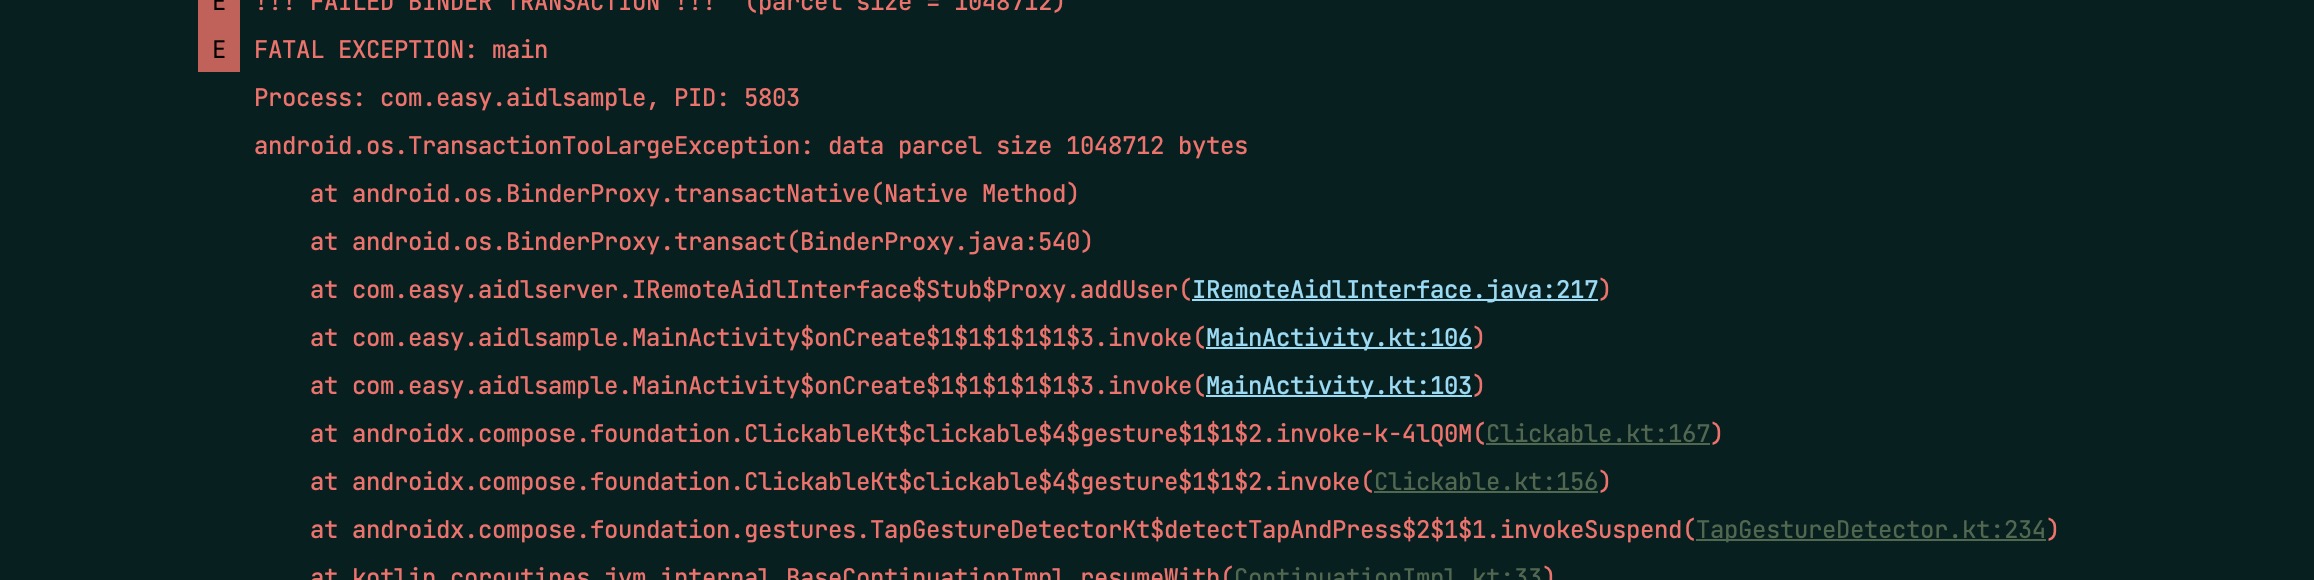 E !!! FAILED BINDER TRANSACTION !!! (parcel size = 1048712)
E FATAL EXCEPTION: main
Process: com.easy.aidlsample, PID: 5803
android.os.TransactionTooLargeException: data parcel size 1048712 bytes
at android.os.BinderProxy.transactNative(Native Method)
at android.os.BinderProxy.transact(BinderProxy.java:540)
at com.easy.aidlserver.IRemoteAidlInterface$Stub$Proxy.addUser(IRemoteAidlInterface.java:217)
at com.easy.aidlsample.MainActivity$onCreate$1$1$1$1$1$3.invoke(MainActivity.kt:106)
at com.easy.aidlsample.MainActivity$onCreate$1$1$1$1$1$3.invoke(MainActivity.kt:103)
at androidx.compose.foundation.ClickableKt$clickable$4$gesture$1$1$2.invoke-k-4lQ0M(Clickable.kt:167)
at androidx.compose.foundation.ClickableKt$clickable$4$gesture$1$1$2.invoke(Clickable.kt:156)
at androidx.compose.foundation.gestures.TapGestureDetectorKt$detectTapAndPress$2$1$1.invokeSuspend(TapGestureDetector.kt:234)
at kotlin.coroutines.jvm.internal.BaseContinuationImpl.resumeWith(ContinuationImpl.kt:33)